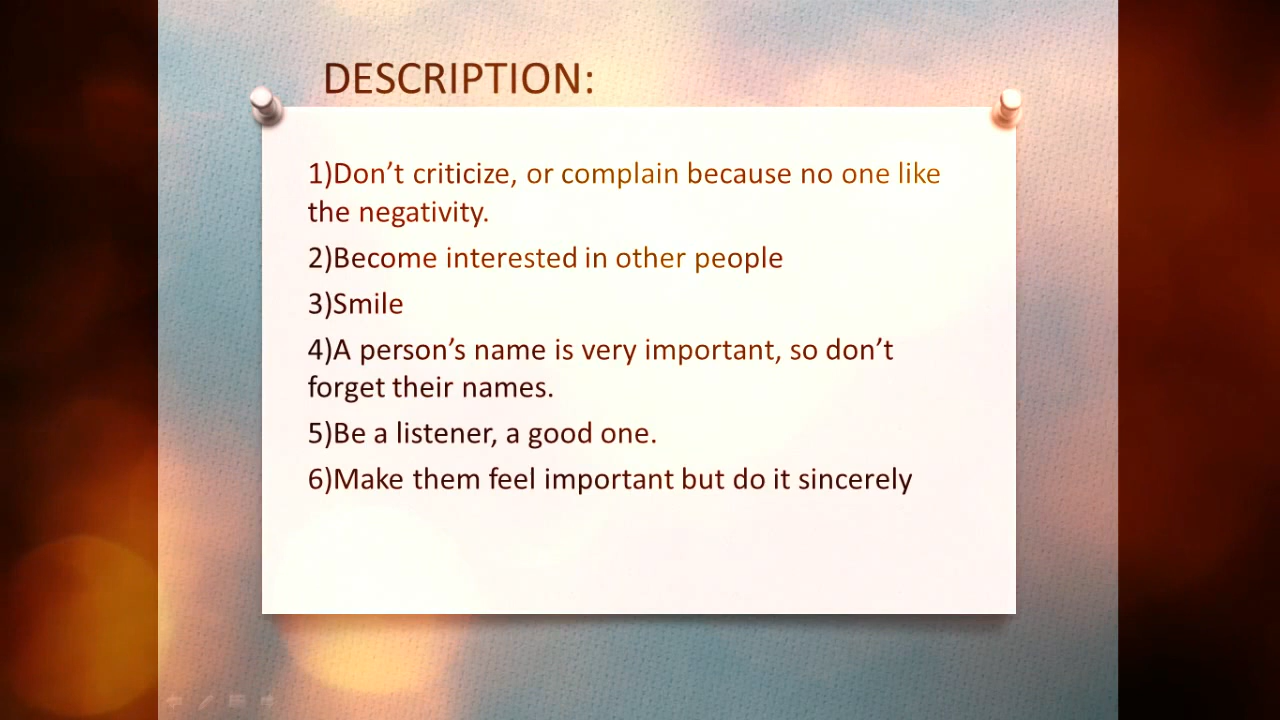 DESCRIPTION:
1)Don’t criticize, or complain because no one like
the negativity.
2)Become interested in other people
3)Smile
4)A person’s name is very important, so don’t
forget their names.
5)Be a listener, a good one.
6)Make them feel important but do it sincerely